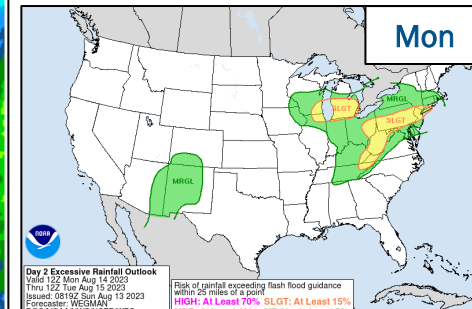 Mon
MRGL
SLGT
SLGT
MRGL
NOAA
Day 2 Excessive Rainfall Outlook
Valid 12Z Mon Aug 14 2023
Thru 12Z Tue Aug 15 2023
Issued: 0819Z Sun Aug 13 2023
Forecaster: WEGMAN
Risk of rainfall exceeding flash flood guidance
within 25 miles of a point
HIGH: At Least 70% SLGT: At Least 15%